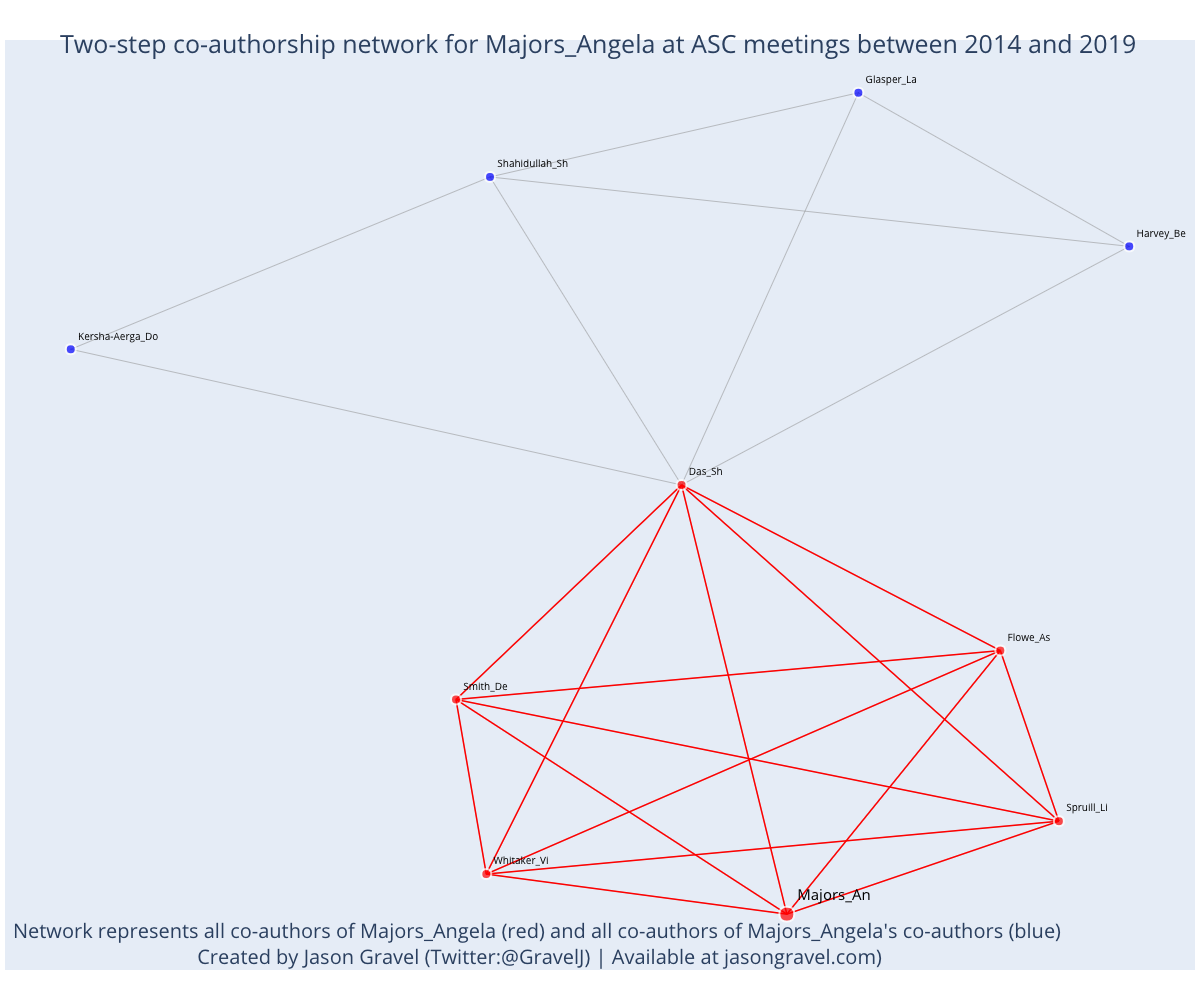 Two-step co-authorship network for Majors_Angela at ASC meetings between 2014 and 2019
Glasper_La
Shahidullah_Sh
Harvey_Be
Kersha-Aerga_Do
Das_Sh
Flowe_As
Smith_De
Spruill_Li
Whitaker_Vi
Majors_An
Network represents all co-authors of Majors_Angela (red) and all co-authors of Majors_Angela's co-authors (blue)
Created by Jason Gravel (Twitter:@GravelJ) | Available at jasongravel.com)